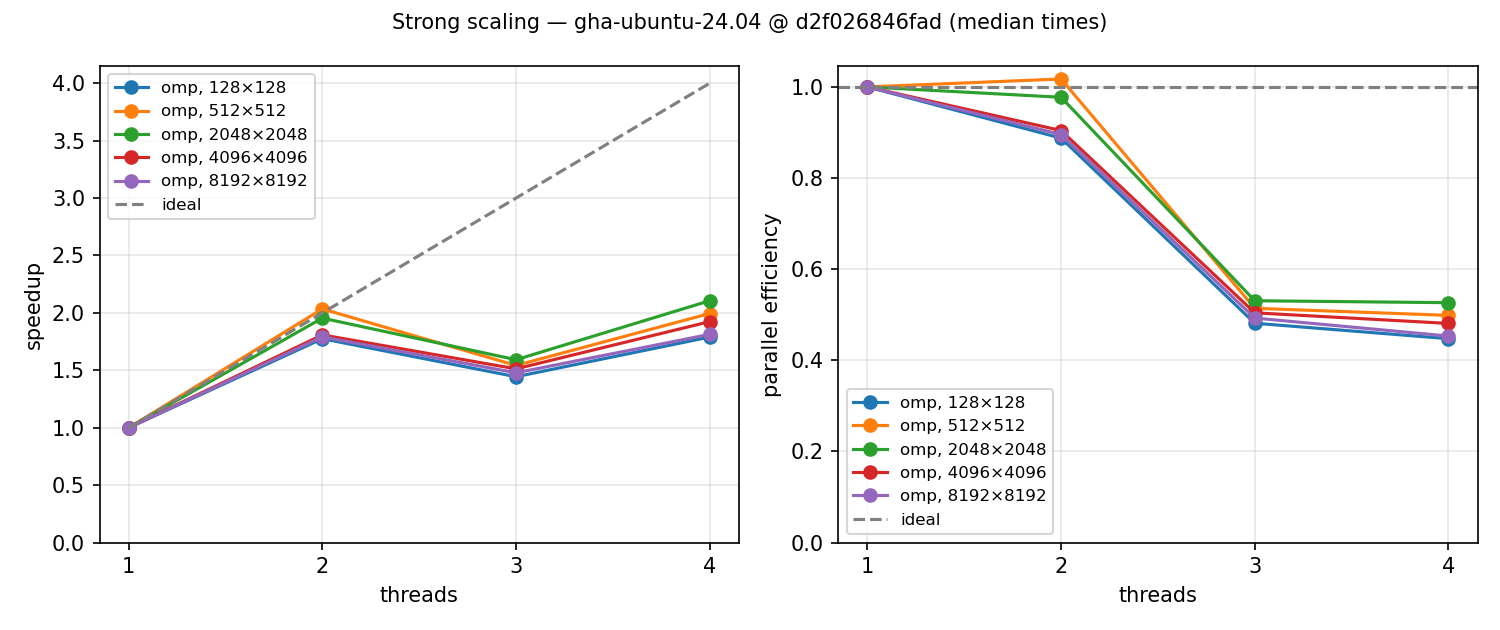 Strong scaling — gha-ubuntu-24.04 @ d2f026846fad (median times)
speedup
4.0
3.5
3.0
2.5
2.0
1.5
1.0
0.5
0.0
omp, 128×128
omp, 512×512
omp, 2048×2048
omp, 4096×4096
omp, 8192×8192
ideal
1 2 3 4
threads
parallel efficiency
1.0
0.8
0.6
0.4
0.2
0.0
omp, 128×128
omp, 512×512
omp, 2048×2048
omp, 4096×4096
omp, 8192×8192
ideal
1 2 3 4
threads